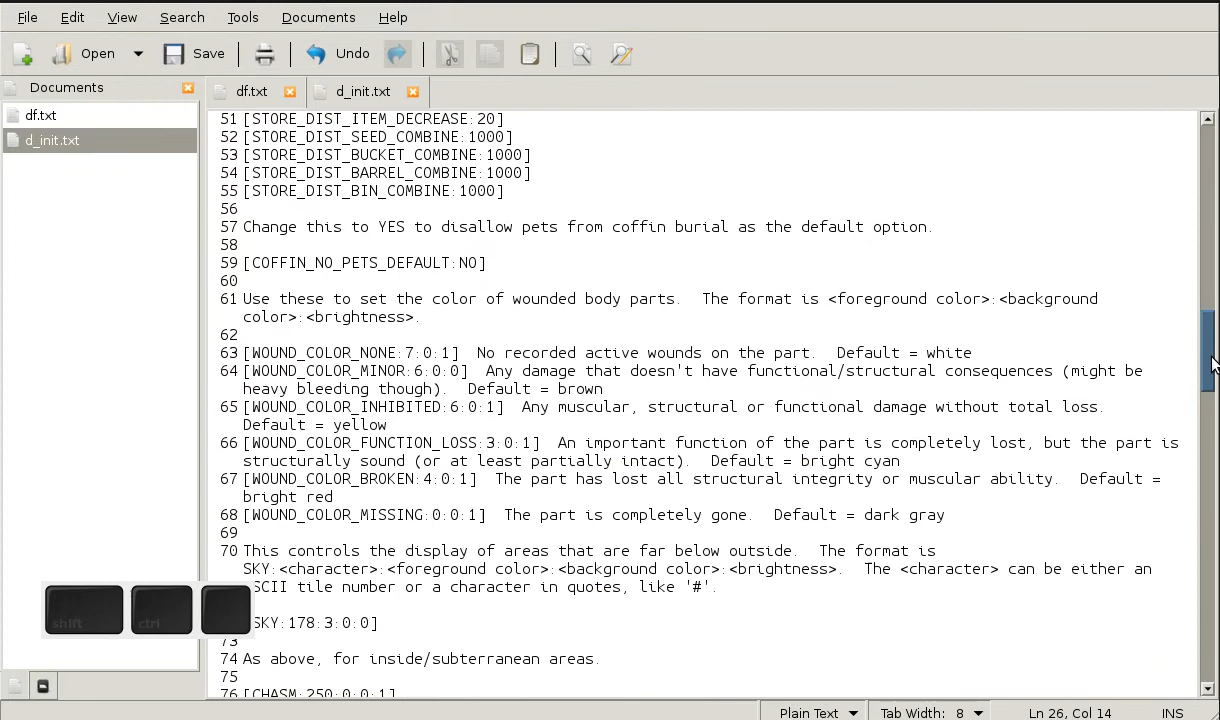 File Edit View Search Tools Documents Help
Open Save Undo
Documents df.txt d_init.txt
df.txt
d_init.txt
51 [STORE_DIST_ITEM_DECREASE:20]
52 [STORE_DIST_SEED_COMBINE:1000]
53 [STORE_DIST_BUCKET_COMBINE:1000]
54 [STORE_DIST_BARREL_COMBINE:1000]
55 [STORE_DIST_BIN_COMBINE:1000]
56
57 Change this to YES to disallow pets from coffin burial as the default option.
58
59 [COFFIN_NO_PETS_DEFAULT:NO]
60
61 Use these to set the color of wounded body parts.  The format is <foreground color>:<background
color>:<brightness>.
62
63 [WOUND_COLOR_NONE:7:0:1]  No recorded active wounds on the part.  Default = white
64 [WOUND_COLOR_MINOR:6:0:0]  Any damage that doesn't have functional/structural consequences (might be
heavy bleeding though).  Default = brown
65 [WOUND_COLOR_INHIBITED:6:0:1]  Any muscular, structural or functional damage without total loss.
Default = yellow
66 [WOUND_COLOR_FUNCTION_LOSS:3:0:1]  An important function of the part is completely lost, but the part is
structurally sound (or at least partially intact).  Default = bright cyan
67 [WOUND_COLOR_BROKEN:4:0:1]  The part has lost all structural integrity or muscular ability.  Default =
bright red
68 [WOUND_COLOR_MISSING:0:0:1]  The part is completely gone.  Default = dark gray
69
70 This controls the display of areas that are far below outside.  The format is
SKY:<character>:<foreground color>:<background color>:<brightness>.  The <character> can be either an
SCII tile number or a character in quotes, like '#'.
SKY:178:3:0:0]
73
74 As above, for inside/subterranean areas.
75
76 [CHASM:250:0:0:1]
shift ctrl
Plain Text Tab Width: 8 Ln 26, Col 14 INS